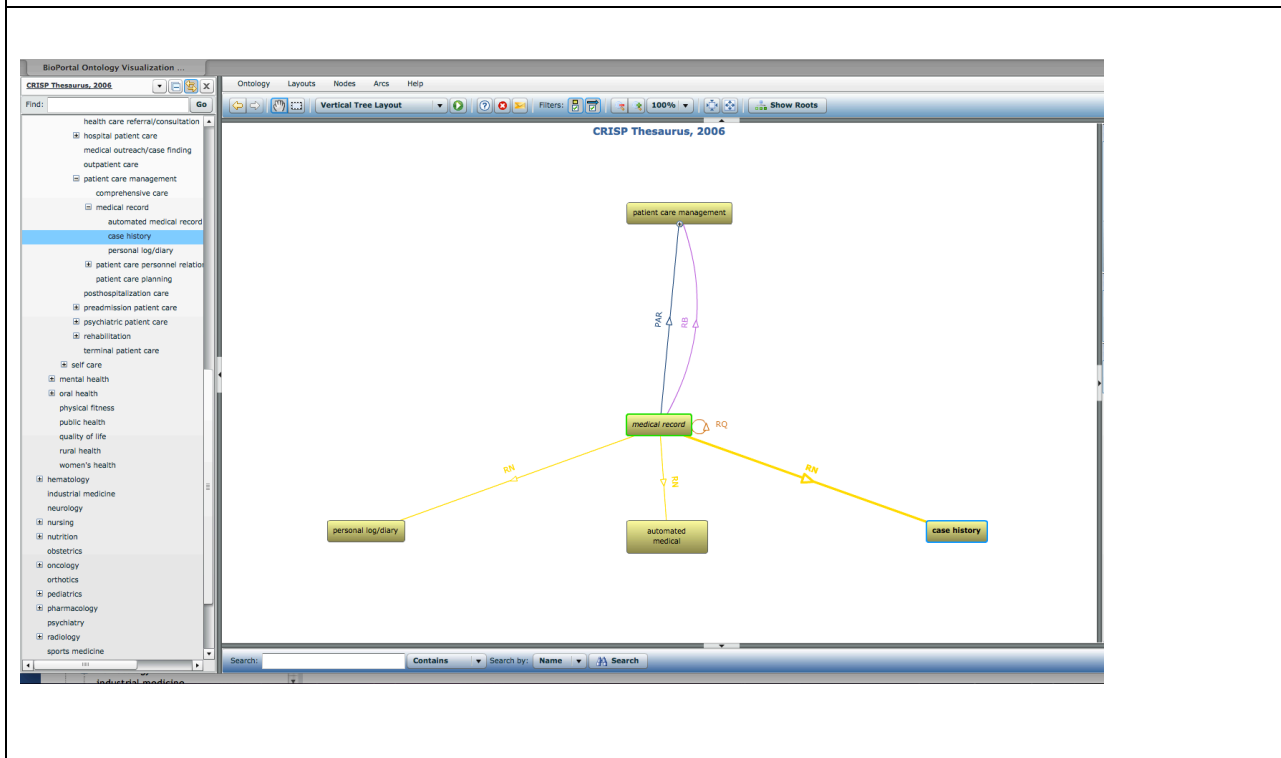 BioPortal Ontology Visualization ...
CRISP Thesaurus, 2006
Find:
Go
health care referral/consultation
hospital patient care
medical outreach/case finding
outpatient care
patient care management
comprehensive care
medical record
automated medical record
case history
personal log/diary
patient care personnel relation
patient care planning
posthospitalization care
preadmission patient care
psychiatric patient care
rehabilitation
terminal patient care
self care
mental health
oral health
physical fitness
public health
quality of life
rural health
women's health
hematology
industrial medicine
neurology
nursing
nutrition
obstetrics
oncology
orthotics
pediatrics
pharmacology
psychiatry
radiology
sports medicine
industrial medicine
Ontology Layouts Nodes Arcs Help
Vertical Tree Layout Filters: 100% Show Roots
CRISP Thesaurus, 2006
patient care management
PAR
RB
medical record
RQ
RN
RN
RN
personal log/diary
automated
medical
case history
Search: Contains Search by: Name Search